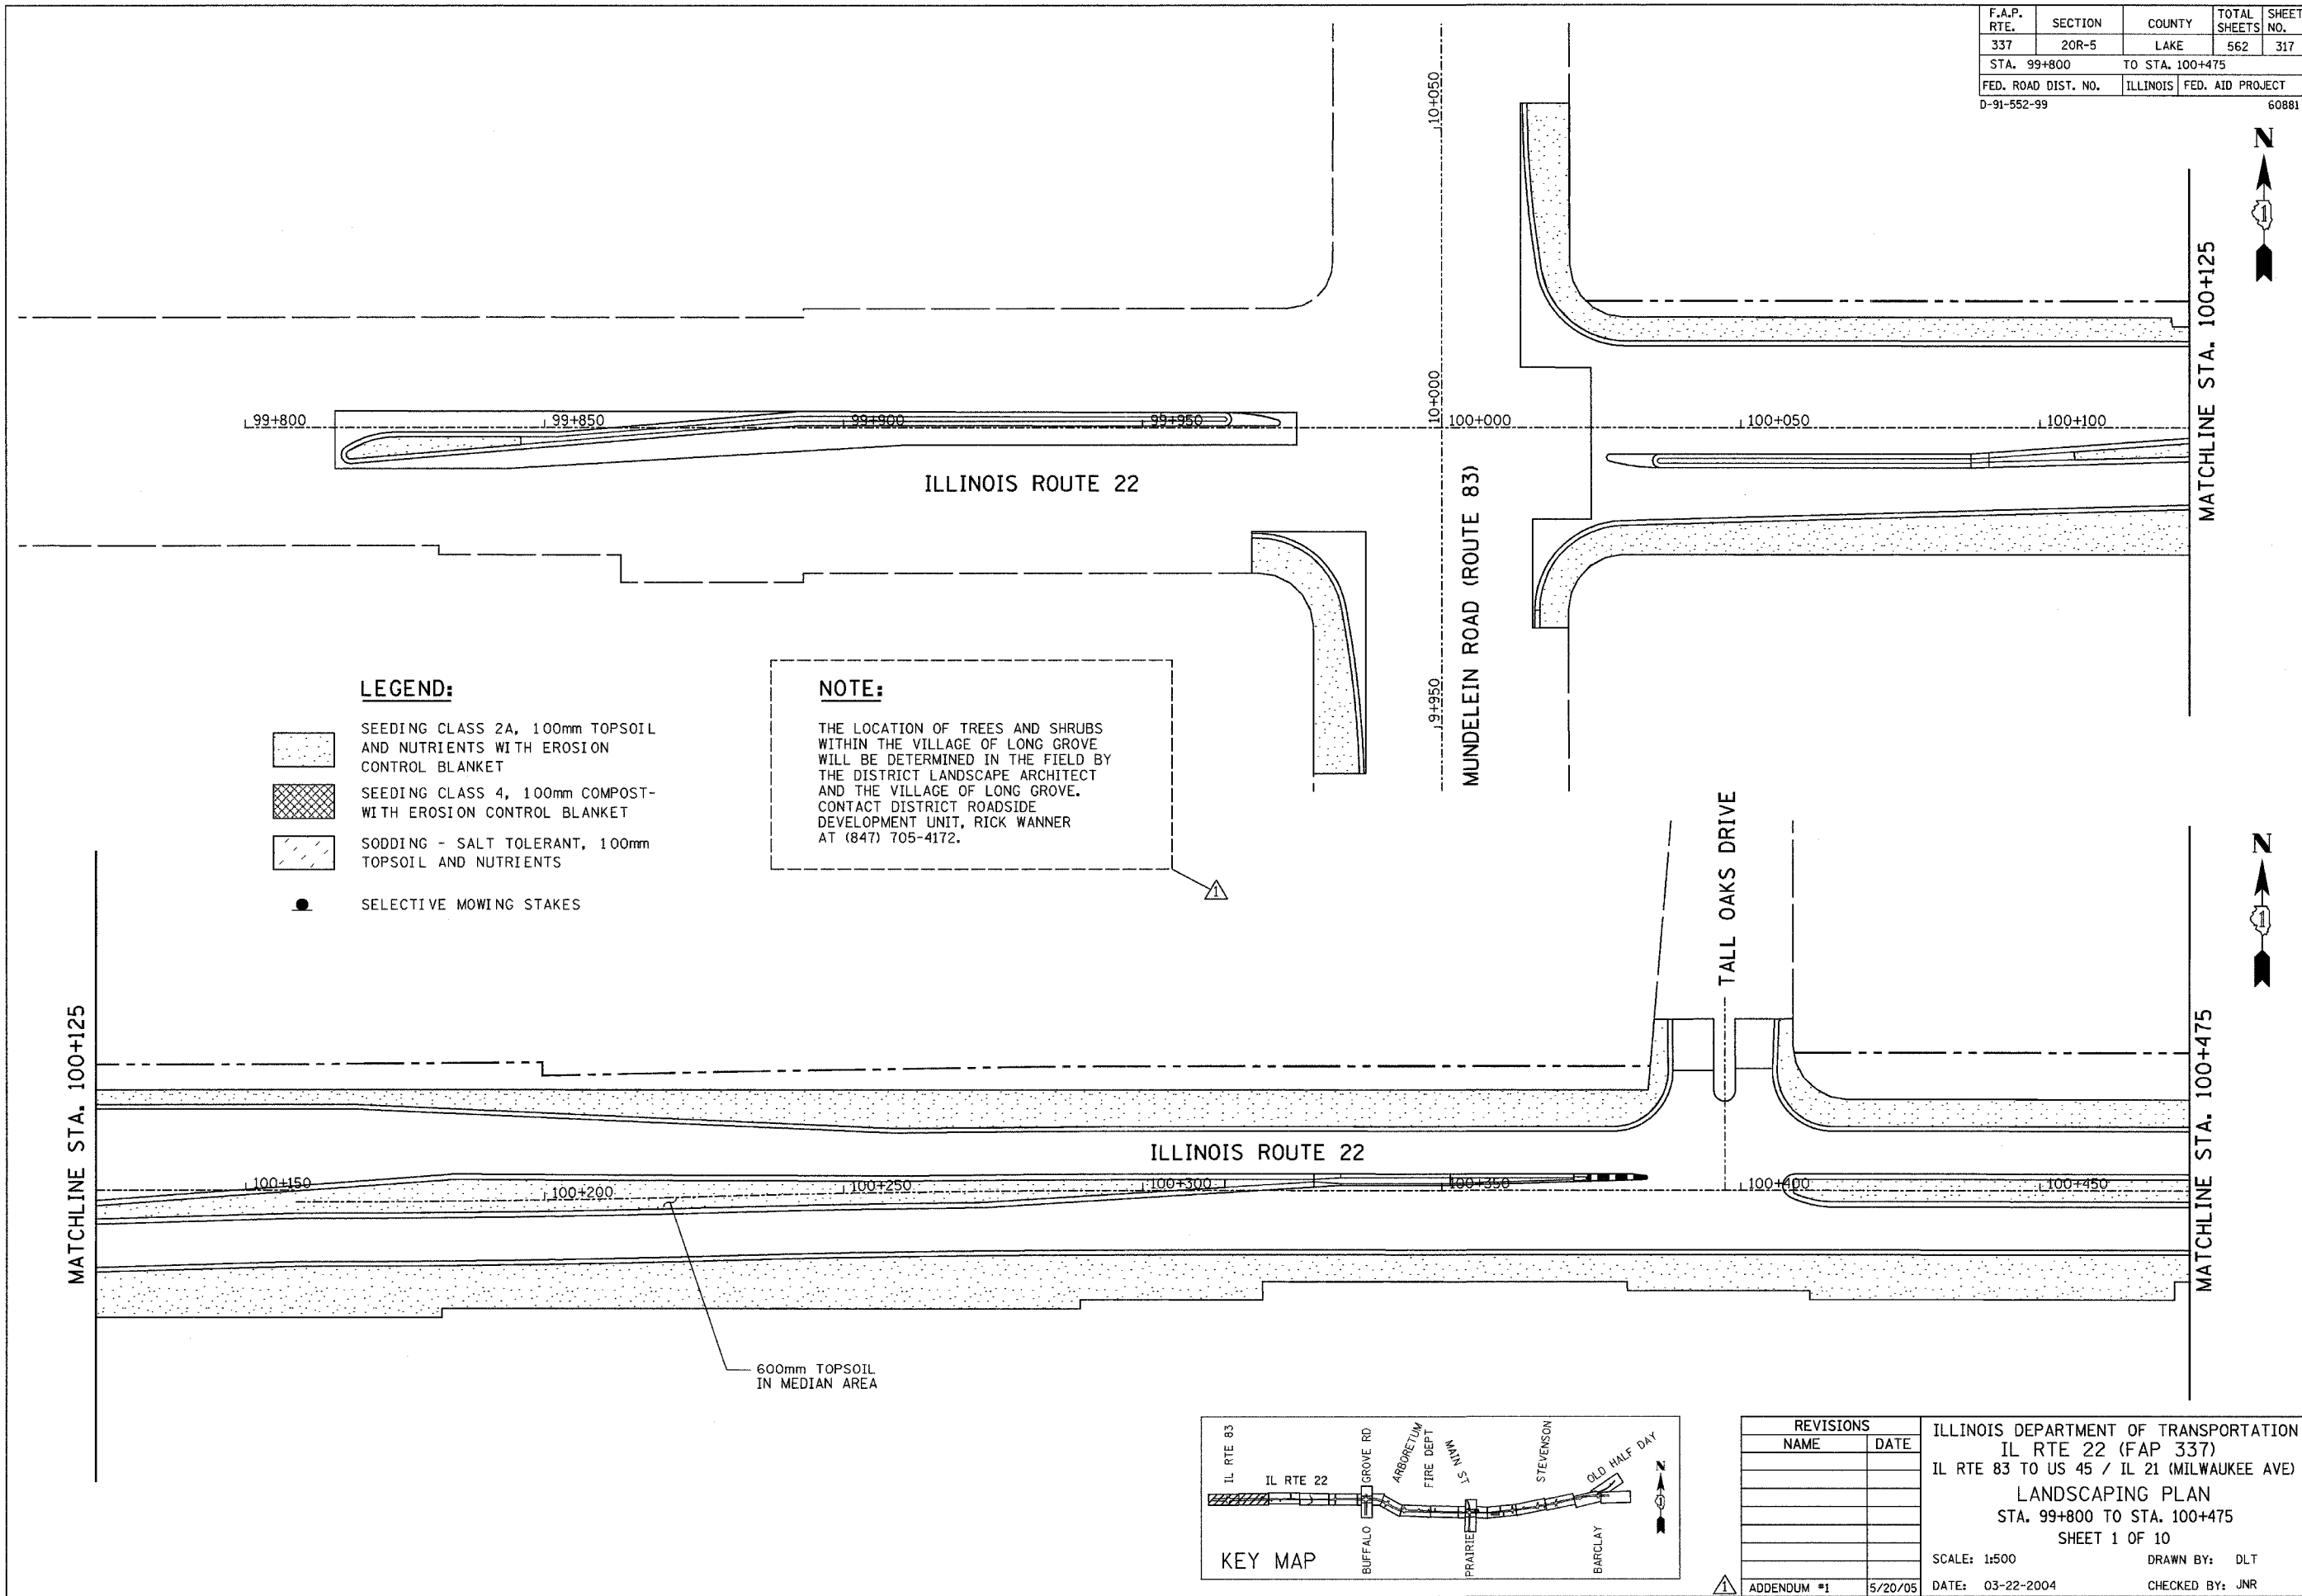 F.A.P. RTE. SECTION COUNTY TOTAL SHEETS SHEET NO.
337 20R-5 LAKE 562 317
STA. 99+800 TO STA. 100+475
FED. ROAD DIST. NO. ILLINOIS FED. AID PROJECT
D-91-552-99 60881
N
1
10+050
10+000
9+950
MATCHLINE STA. 100+125
99+800 99+850 99+900 99+950 100+000 100+050 100+100
ILLINOIS ROUTE 22
MUNDELEIN ROAD (ROUTE 83)
LEGEND:
SEEDING CLASS 2A, 100mm TOPSOIL
AND NUTRIENTS WITH EROSION
CONTROL BLANKET
SEEDING CLASS 4, 100mm COMPOST-
WITH EROSION CONTROL BLANKET
SODDING - SALT TOLERANT, 100mm
TOPSOIL AND NUTRIENTS
SELECTIVE MOWING STAKES
NOTE:
THE LOCATION OF TREES AND SHRUBS
WITHIN THE VILLAGE OF LONG GROVE
WILL BE DETERMINED IN THE FIELD BY
THE DISTRICT LANDSCAPE ARCHITECT
AND THE VILLAGE OF LONG GROVE.
CONTACT DISTRICT ROADSIDE
DEVELOPMENT UNIT, RICK WANNER
AT (847) 705-4172.
1
TALL OAKS DRIVE
N
1
MATCHLINE STA. 100+125
MATCHLINE STA. 100+475
ILLINOIS ROUTE 22
100+150 100+200 100+250 100+300 100+350 100+400 100+450
600mm TOPSOIL
IN MEDIAN AREA
IL RTE 83
IL RTE 22
GROVE RD
ARBORETUM
FIRE DEPT
MAIN ST
STEVENSON
OLD HALF DAY
N
BUFFALO
PRAIRIE
BARCLAY
KEY MAP
REVISIONS
NAME DATE
1 ADDENDUM #1 5/20/05
ILLINOIS DEPARTMENT OF TRANSPORTATION
IL RTE 22 (FAP 337)
IL RTE 83 TO US 45 / IL 21 (MILWAUKEE AVE)
LANDSCAPING PLAN
STA. 99+800 TO STA. 100+475
SHEET 1 OF 10
SCALE: 1:500 DRAWN BY: DLT
DATE: 03-22-2004 CHECKED BY: JNR